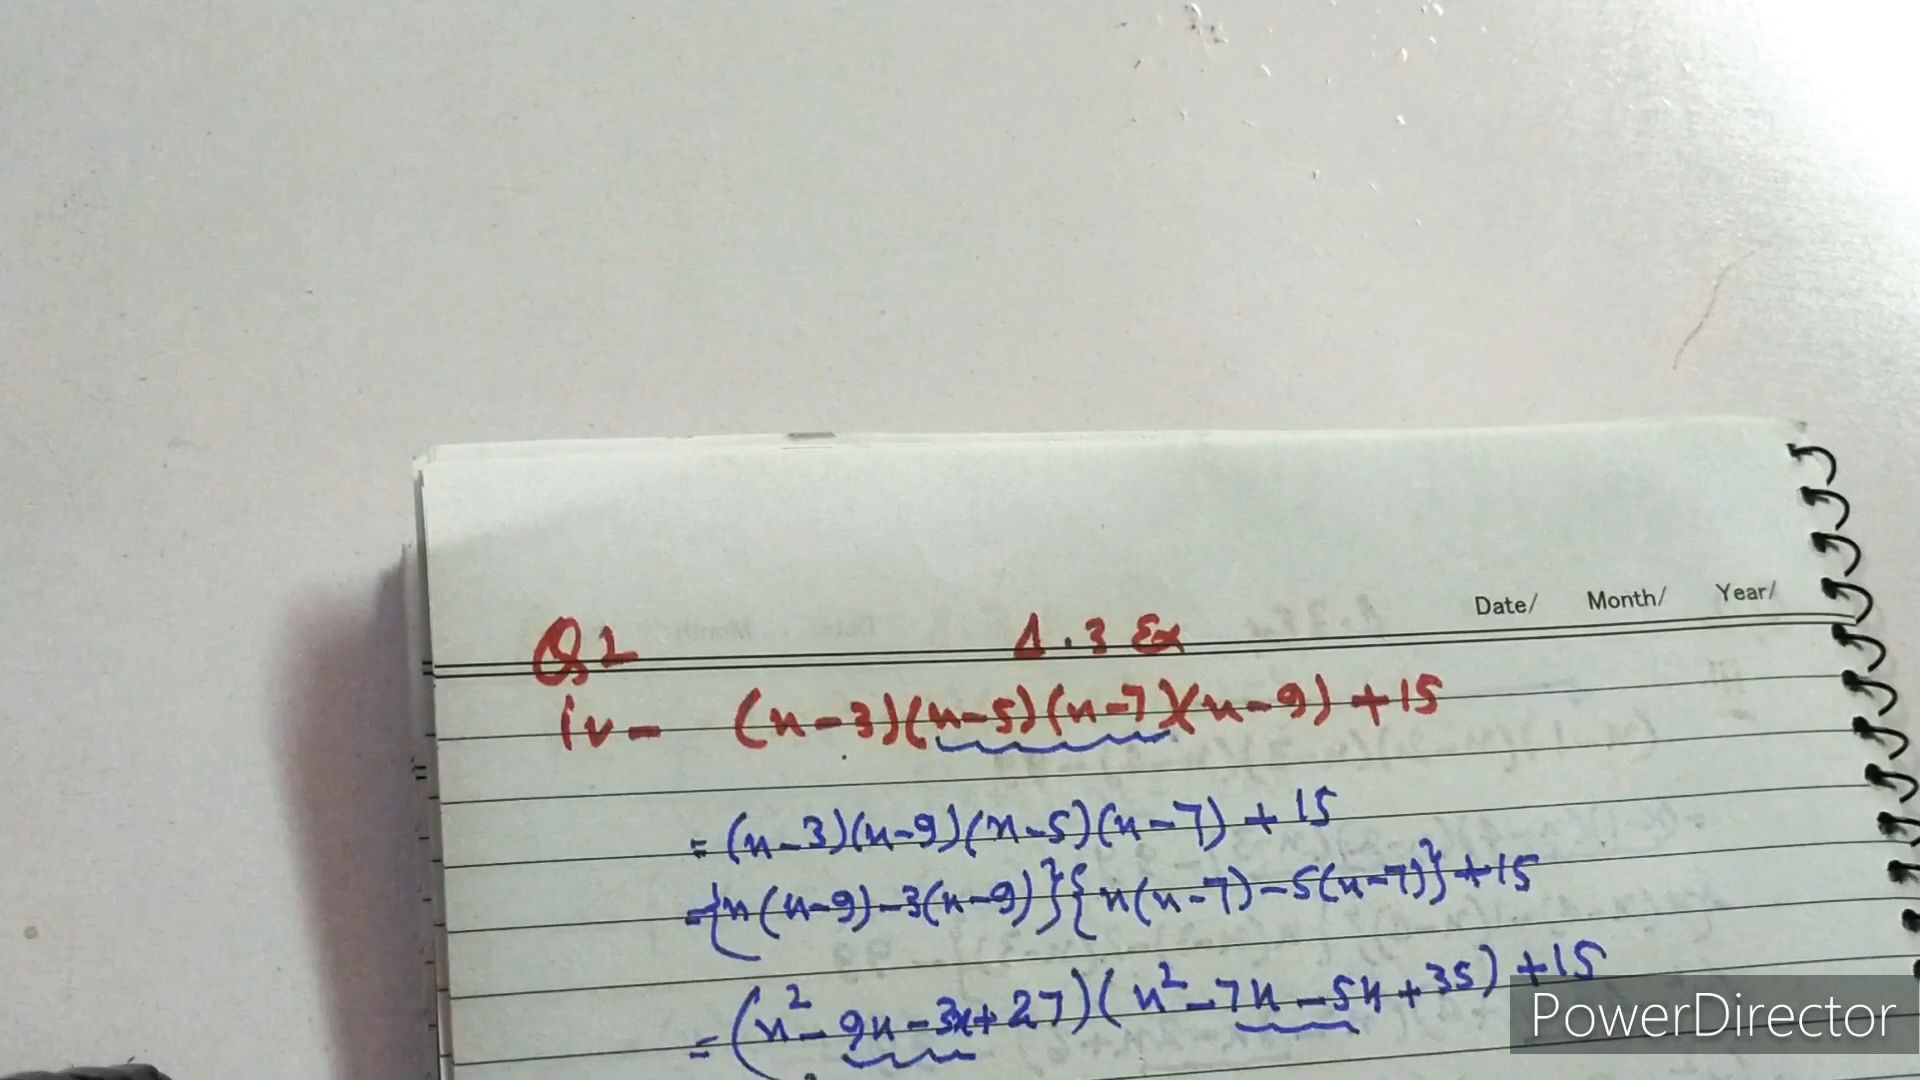 Date/ Month/ Year/
Q1 4.3 Ex
iv- (x-3)(x-5)(x-7)(x-9)+15
=(x-3)(x-9)(x-5)(x-7)+15
={x(x-9)-3(x-9)}{x(x-7)-5(x-7)}+15
=(x²-9x-3x+27)(x²-7x-5x+35)+15
PowerDirector